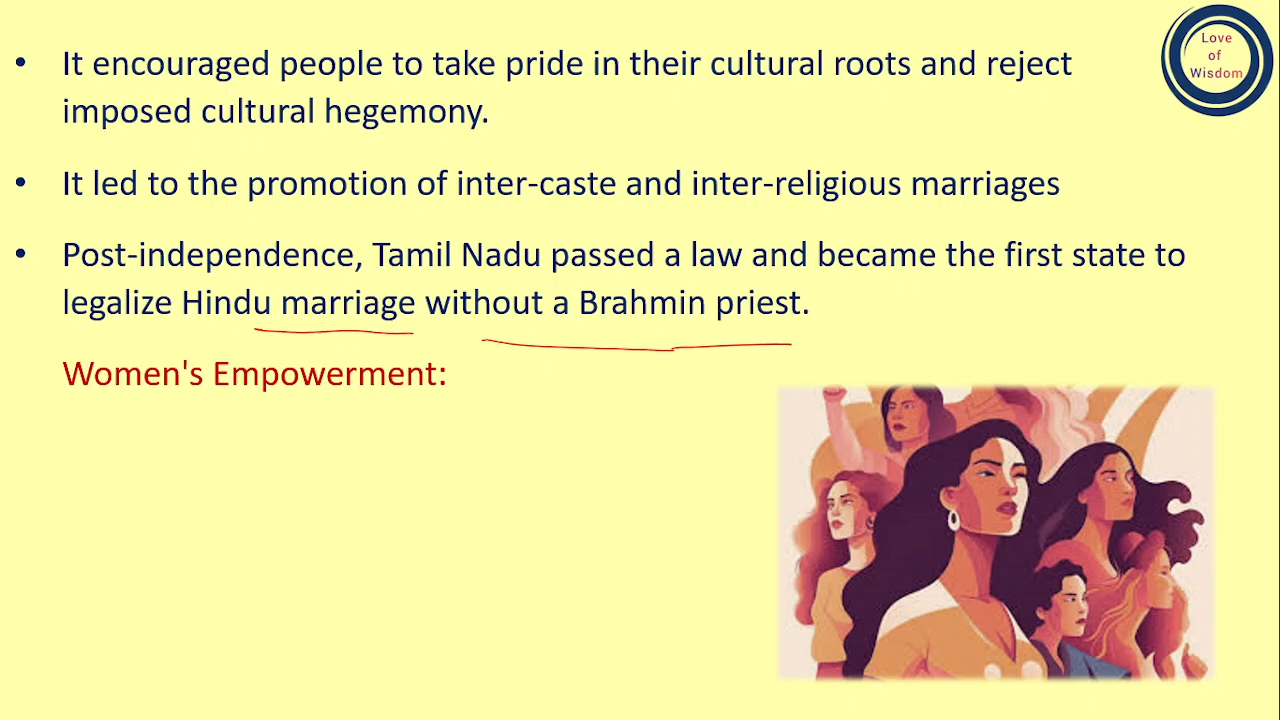 Love
of
Wisdom
• It encouraged people to take pride in their cultural roots and reject
imposed cultural hegemony.
• It led to the promotion of inter-caste and inter-religious marriages
• Post-independence, Tamil Nadu passed a law and became the first state to
legalize Hindu marriage without a Brahmin priest.
Women's Empowerment: